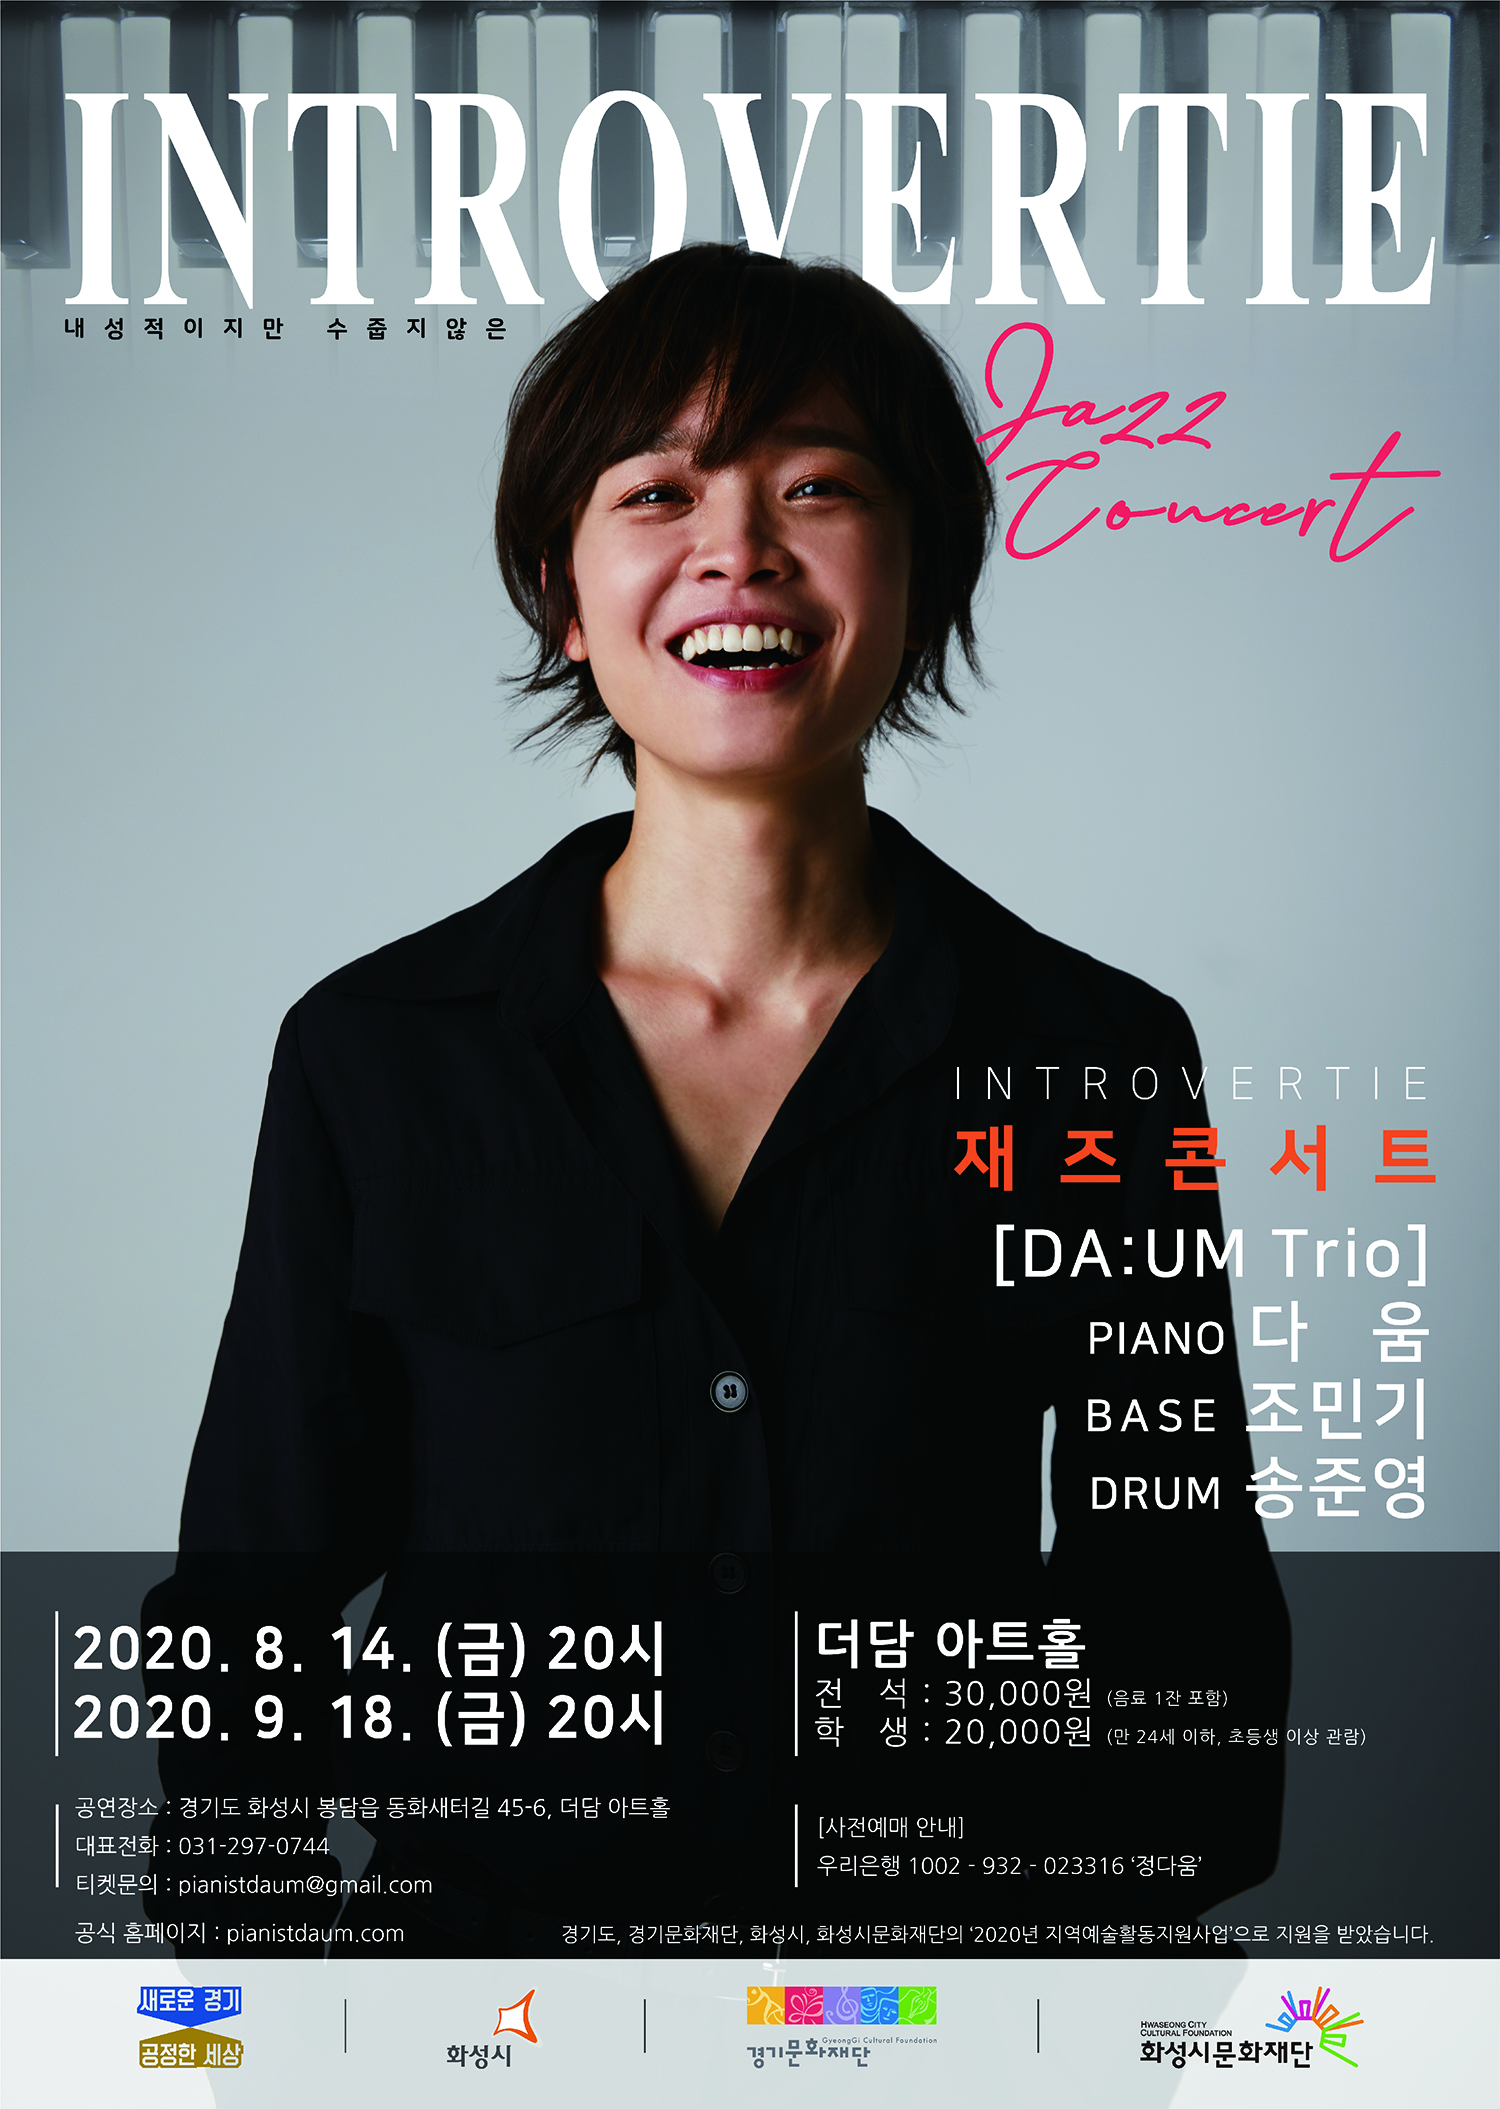 INTROVERTIE
내성적이지만 수줍지않은
Jazz
Concert
INTROVERTIE
재즈콘서트
[DA:UM Trio]
PIANO 다 움
BASE 조민기
DRUM 송준영
2020. 8. 14. (금) 20시
2020. 9. 18. (금) 20시
더담 아트홀
전 석 : 30,000원 (음료 1잔 포함)
학 생 : 20,000원 (만 24세 이하, 초등생 이상 관람)
공연장소 : 경기도 화성시 봉담읍 동화새터길 45-6, 더담 아트홀
대표전화 : 031-297-0744
티켓문의 : pianistdaum@gmail.com
공식 홈페이지 : pianistdaum.com
[사전예매 안내]
우리은행 1002 - 932 - 023316 ‘정다움’
경기도, 경기문화재단, 화성시, 화성시문화재단의 ‘2020년 지역예술활동지원사업’으로 지원을 받았습니다.
새로운 경기
공정한 세상
화성시
GyeongGi Cultural Foundation
경기문화재단
HWASEONG CITY
CULTURAL FOUNDATION
화성시문화재단